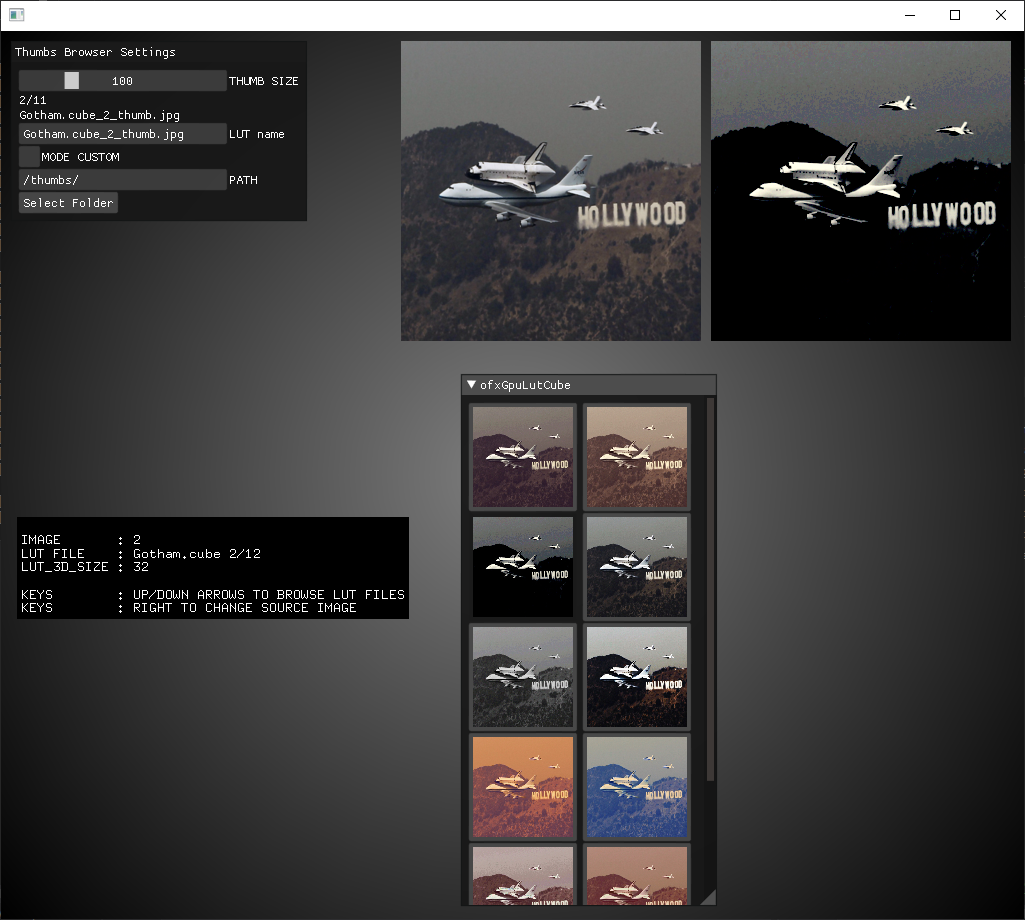 Thumbs Browser Settings
100 THUMB SIZE
2/11
Gotham.cube_2_thumb.jpg
Gotham.cube_2_thumb.jpg LUT name
MODE CUSTOM
/thumbs/ PATH
Select Folder
HOLLYWOOD
HOLLYWOOD
ofxGpuLutCube
HOLLYWOOD
HOLLYWOOD
HOLLYWOOD
HOLLYWOOD
HOLLYWOOD
HOLLYWOOD
HOLLYWOOD
HOLLYWOOD
IMAGE : 2
LUT FILE : Gotham.cube 2/12
LUT_3D_SIZE : 32
KEYS : UP/DOWN ARROWS TO BROWSE LUT FILES
KEYS : RIGHT TO CHANGE SOURCE IMAGE